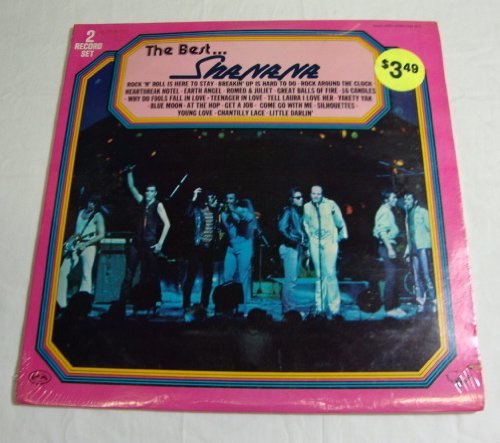 2
RECORD
SET
The Best...
SHANANA
$3.49
ROCK 'N' ROLL IS HERE TO STAY · BREAKIN' UP IS HARD TO DO · ROCK AROUND THE CLOCK
HEARTBREAK HOTEL · EARTH ANGEL · ROMEO & JULIET · GREAT BALLS OF FIRE · 16 CANDLES
· WHY DO FOOLS FALL IN LOVE · TEENAGER IN LOVE · TELL LAURA I LOVE HER · YAKETY YAK
BLUE MOON · AT THE HOP · GET A JOB · COME GO WITH ME · SILHOUETTES ·
YOUNG LOVE · CHANTILLY LACE · LITTLE DARLIN'